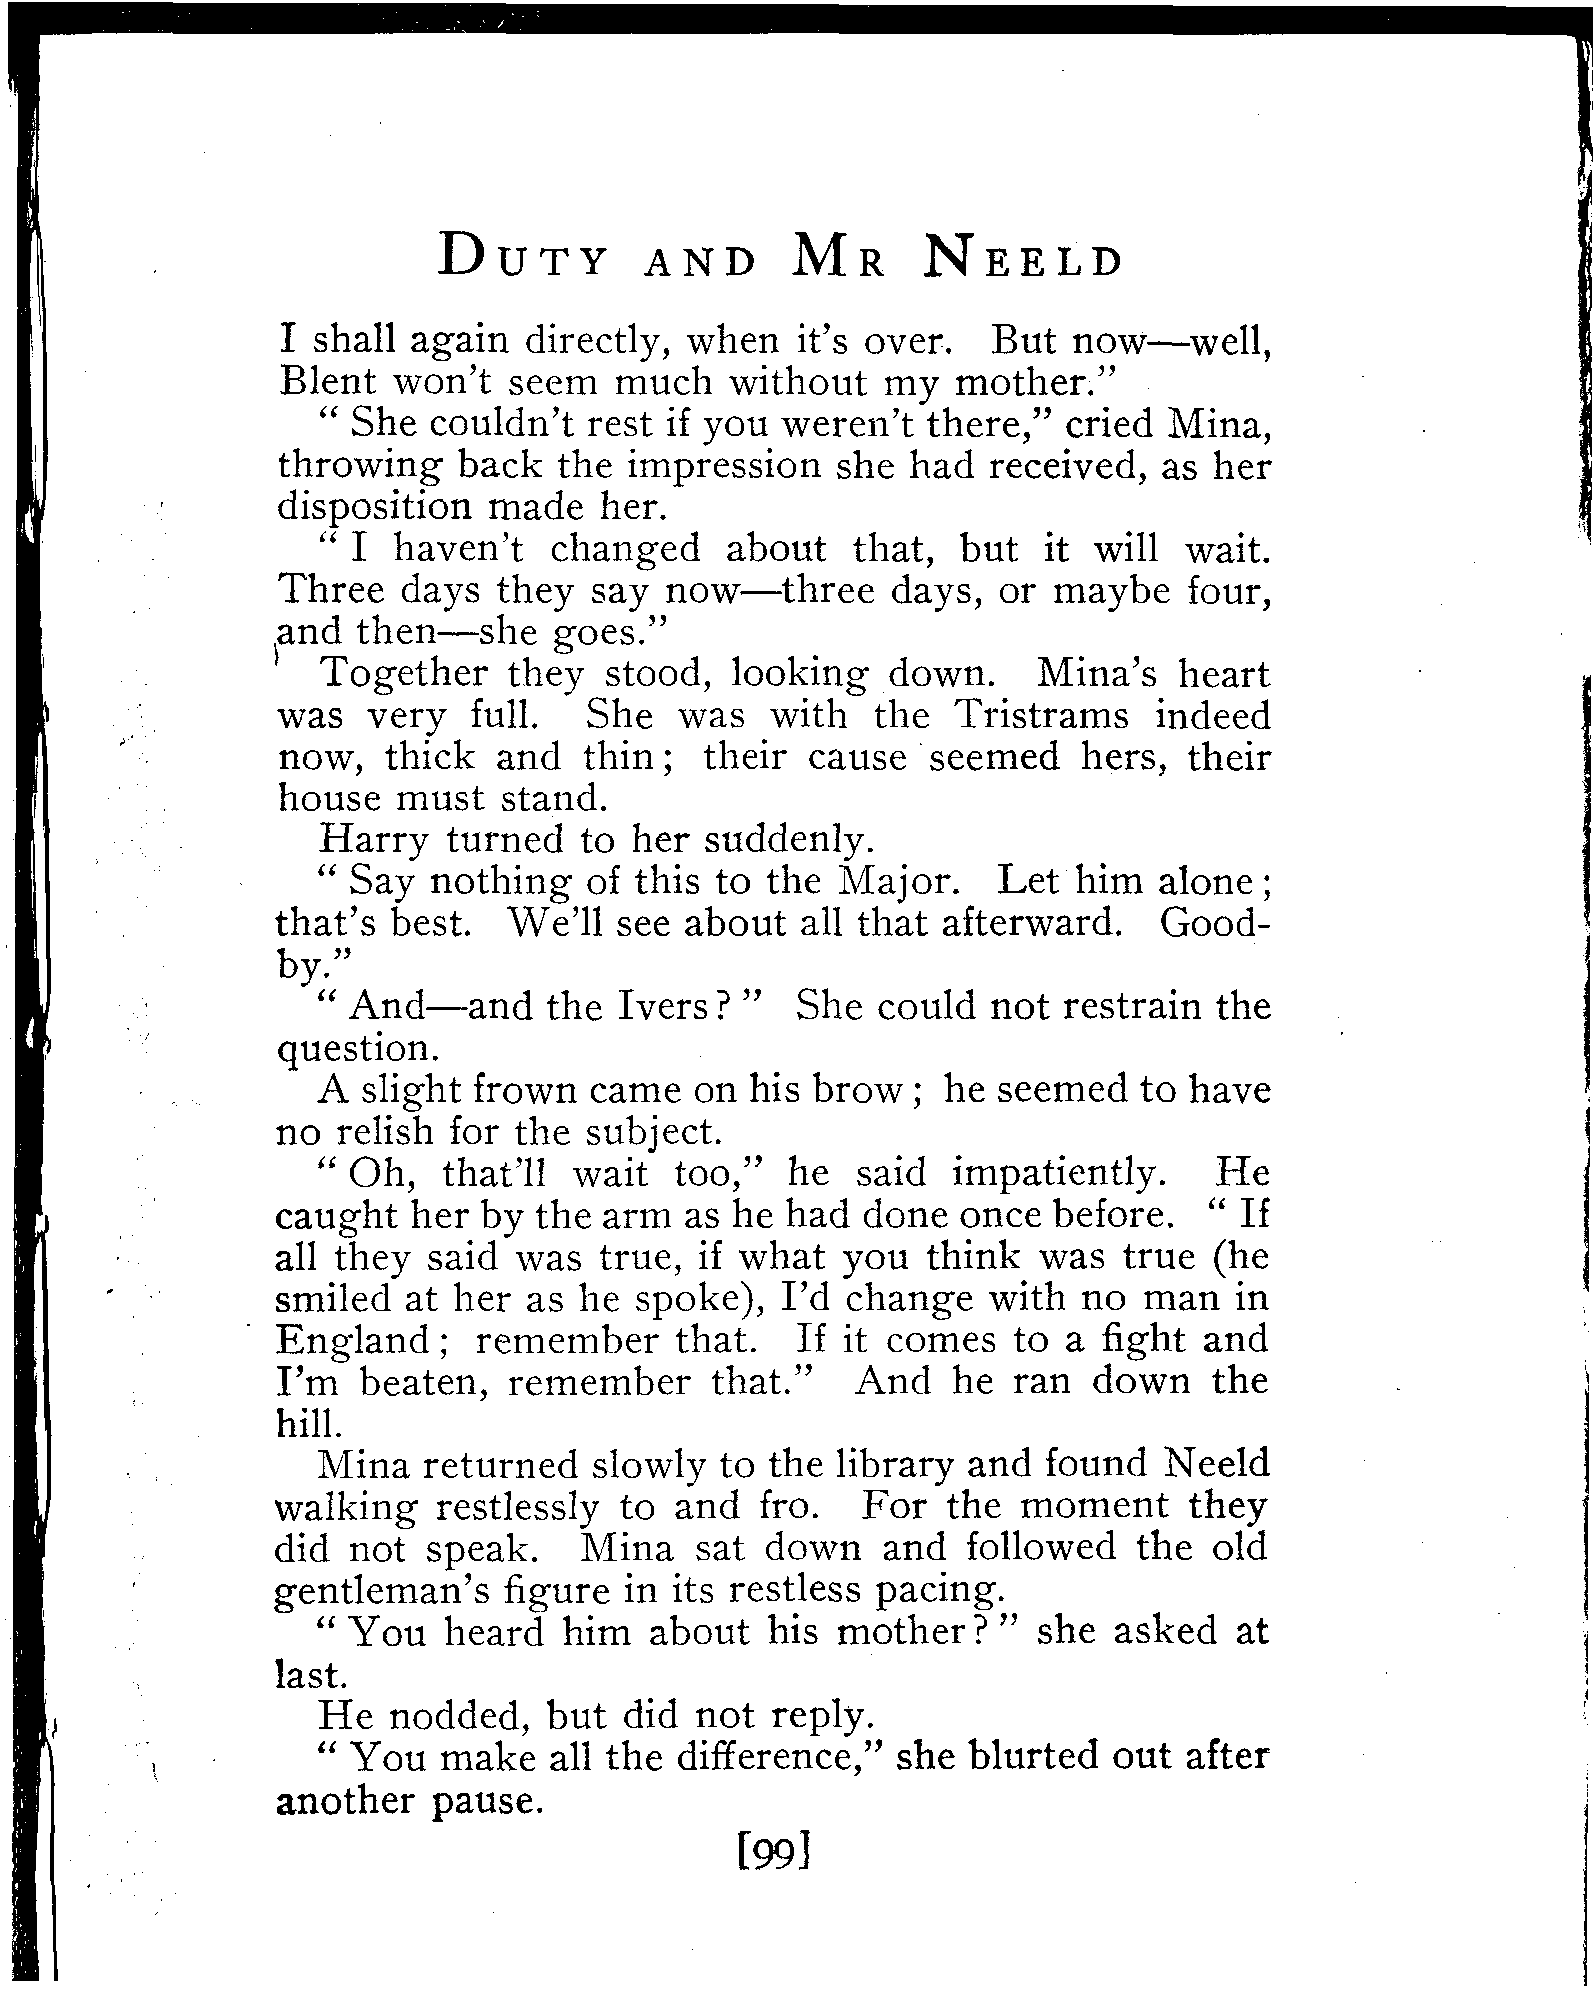 Duty and Mr Neeld
I shall again directly, when it's over. But now—well,
Blent won't seem much without my mother."
" She couldn't rest if you weren't there," cried Mina,
throwing back the impression she had received, as her
disposition made her.
" I haven't changed about that, but it will wait.
Three days they say now—three days, or maybe four,
and then—she goes."
Together they stood, looking down. Mina's heart
was very full. She was with the Tristrams indeed
now, thick and thin; their cause seemed hers, their
house must stand.
Harry turned to her suddenly.
" Say nothing of this to the Major. Let him alone;
that's best. We'll see about all that afterward. Good-
by."
" And—and the Ivers? " She could not restrain the
question.
A slight frown came on his brow; he seemed to have
no relish for the subject.
" Oh, that'll wait too," he said impatiently. He
caught her by the arm as he had done once before. " If
all they said was true, if what you think was true (he
smiled at her as he spoke), I'd change with no man in
England; remember that. If it comes to a fight and
I'm beaten, remember that." And he ran down the
hill.
Mina returned slowly to the library and found Neeld
walking restlessly to and fro. For the moment they
did not speak. Mina sat down and followed the old
gentleman's figure in its restless pacing.
" You heard him about his mother? " she asked at
last.
He nodded, but did not reply.
" You make all the difference," she blurted out after
another pause.
[99]